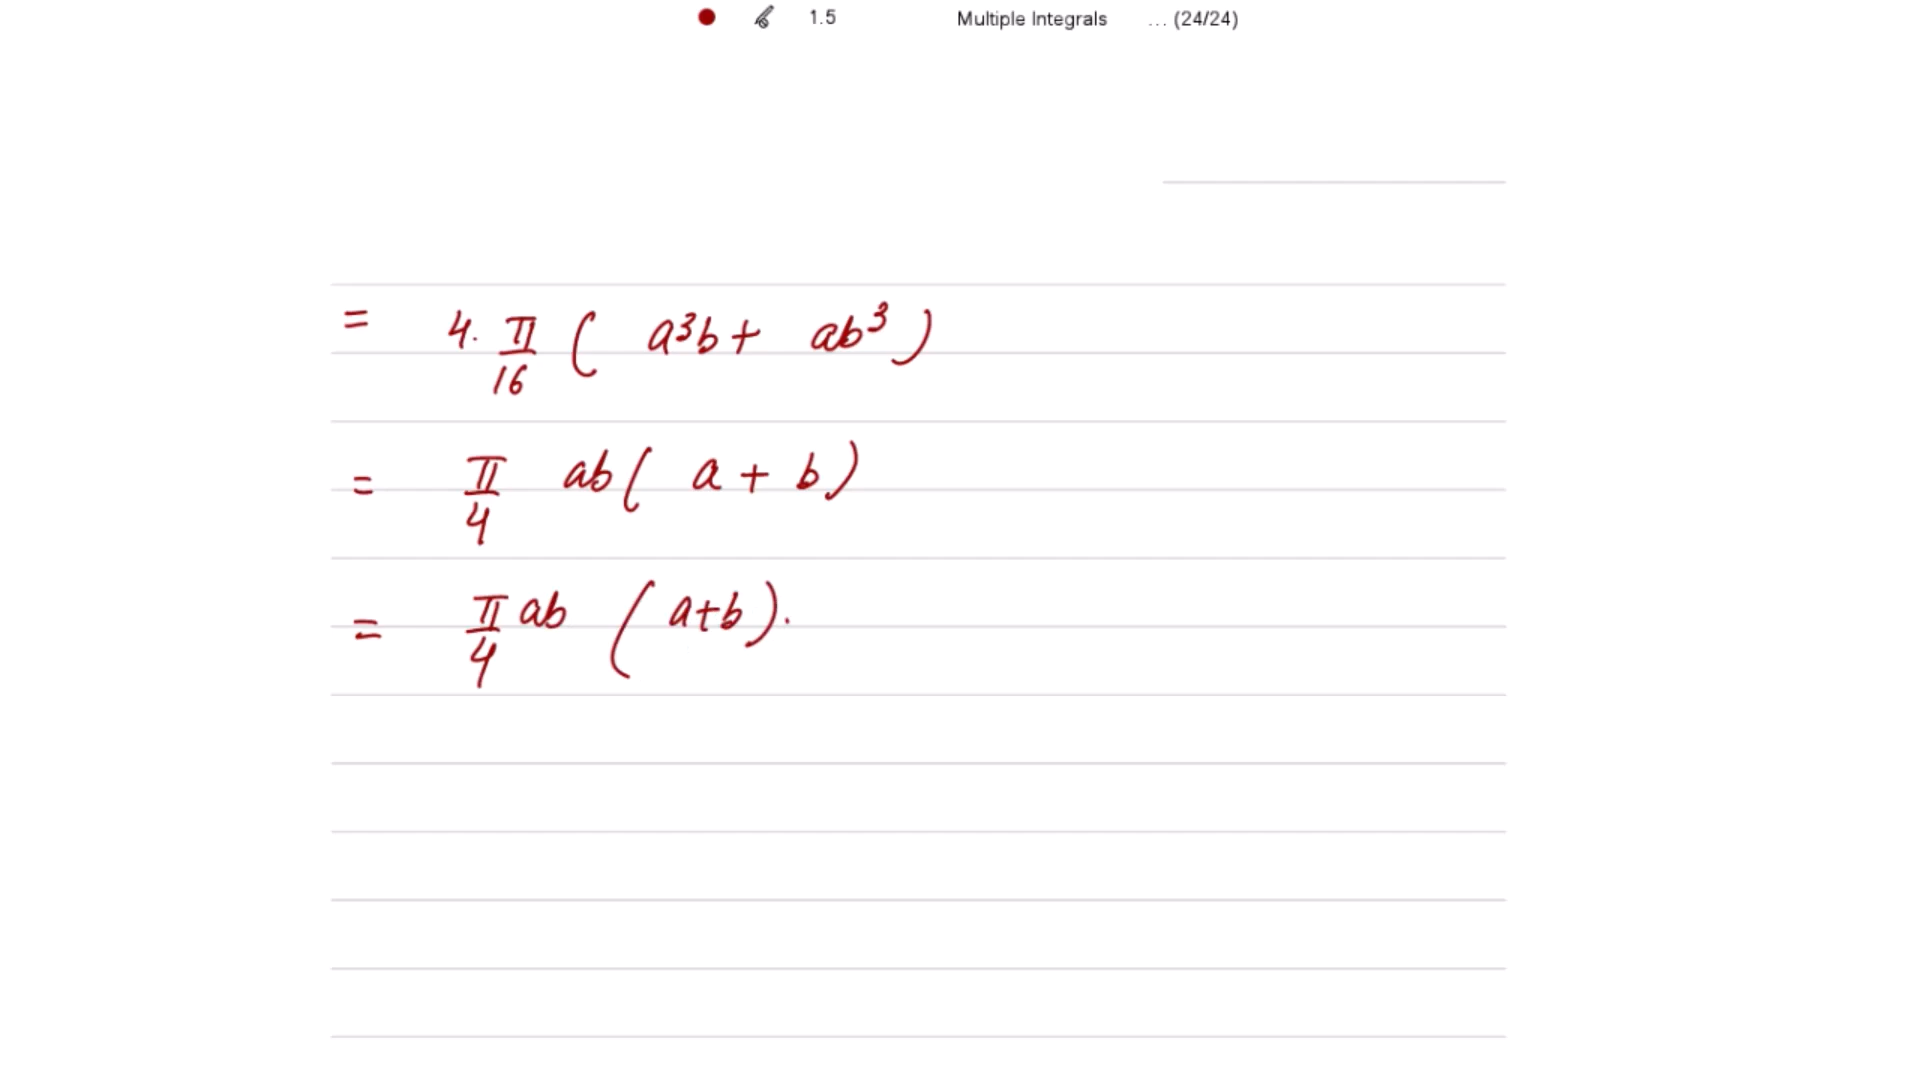 1.5 Multiple Integrals ... (24/24)
= 4. π/16 ( a³b + ab³ )
= π/4 ab ( a + b )
= π/4 ab ( a+b ).